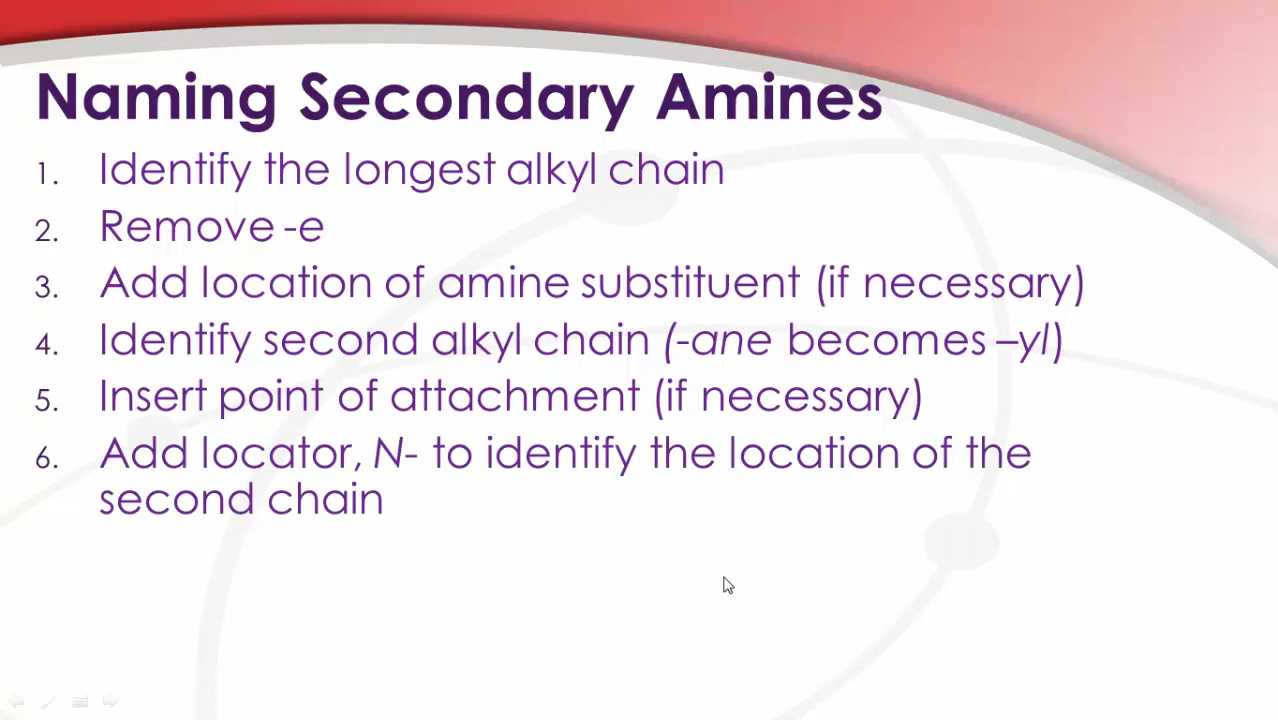 Naming Secondary Amines
1. Identify the longest alkyl chain
2. Remove -e
3. Add location of amine substituent (if necessary)
4. Identify second alkyl chain (-ane becomes –yl)
5. Insert point of attachment (if necessary)
6. Add locator, N- to identify the location of the
second chain